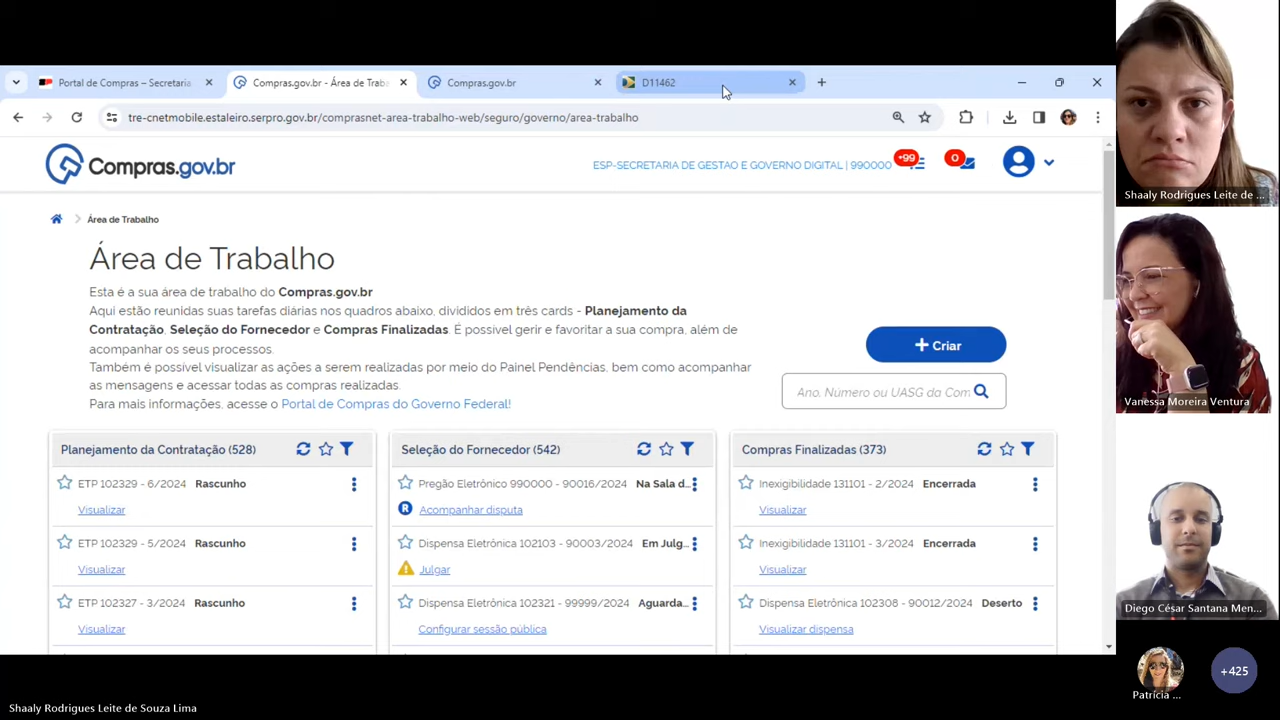 Portal de Compras – Secretaria
Compras.gov.br - Área de Trab
Compras.gov.br
D11462
tre-cnetmobile.estaleiro.serpro.gov.br/comprasnet-area-trabalho-web/seguro/governo/area-trabalho
Compras.gov.br
ESP-SECRETARIA DE GESTAO E GOVERNO DIGITAL | 990000
+99
0
Área de Trabalho
Área de Trabalho
Esta é a sua área de trabalho do Compras.gov.br
Aqui estão reunidas suas tarefas diárias nos quadros abaixo, divididos em três cards - Planejamento da
Contratação, Seleção do Fornecedor e Compras Finalizadas. É possível gerir e favoritar a sua compra, além de
acompanhar os seus processos.
Também é possível visualizar as ações a serem realizadas por meio do Painel Pendências, bem como acompanhar
as mensagens e acessar todas as compras realizadas.
Para mais informações, acesse o Portal de Compras do Governo Federal!
Criar
Ano, Número ou UASG da Com
Planejamento da Contratação (528)
ETP 102329 - 6/2024 Rascunho
Visualizar
ETP 102329 - 5/2024 Rascunho
Visualizar
ETP 102327 - 3/2024 Rascunho
Visualizar
Seleção do Fornecedor (542)
Pregão Eletrônico 990000 - 90016/2024 Na Sala d...
R Acompanhar disputa
Dispensa Eletrônica 102103 - 90003/2024 Em Julg...
Julgar
Dispensa Eletrônica 102321 - 99999/2024 Aguarda...
Configurar sessão pública
Compras Finalizadas (373)
Inexigibilidade 131101 - 2/2024 Encerrada
Visualizar
Inexigibilidade 131101 - 3/2024 Encerrada
Visualizar
Dispensa Eletrônica 102308 - 90012/2024 Deserto
Visualizar dispensa
Shaaly Rodrigues Leite de ...
Vanessa Moreira Ventura
Diego César Santana Men...
Patrícia ...
+425
Shaaly Rodrigues Leite de Souza Lima